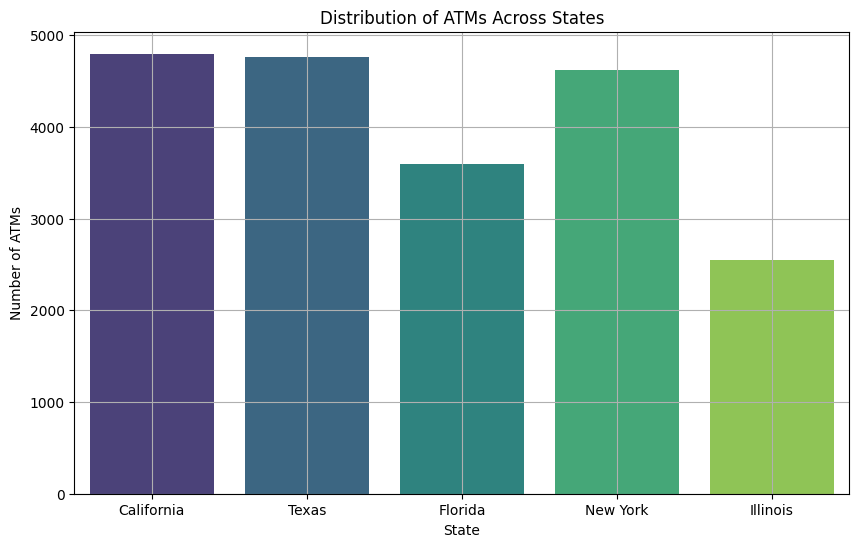 Distribution of ATMs Across States
Number of ATMs
5000
4000
3000
2000
1000
0
California Texas Florida New York Illinois
State